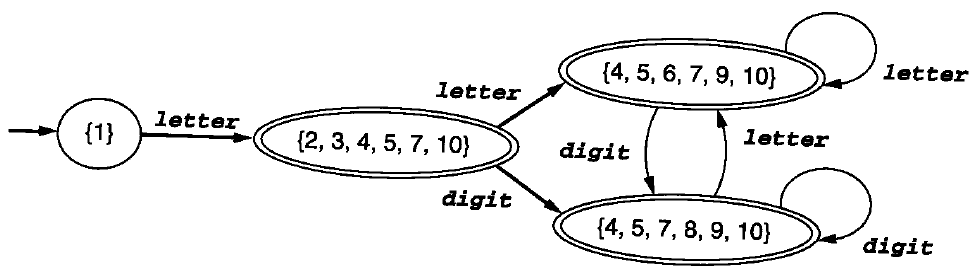 {4, 5, 6, 7, 9, 10}
letter
letter
letter
{1}
{2, 3, 4, 5, 7, 10}
digit
letter
digit
{4, 5, 7, 8, 9, 10}
digit